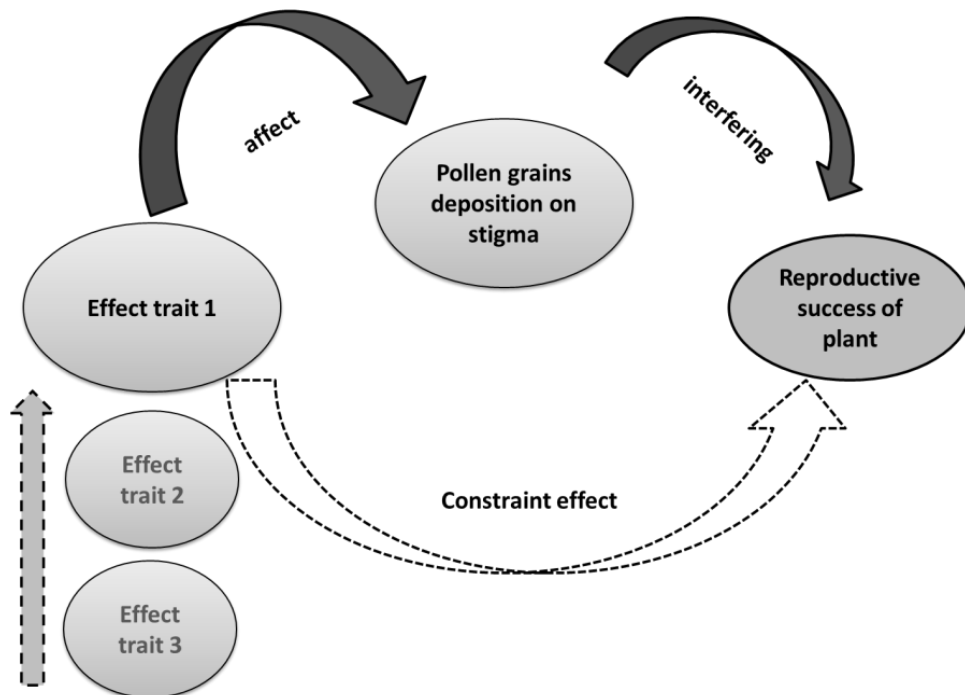 affect
interfering
Pollen grains
deposition on
stigma
Effect trait 1
Reproductive
success of
plant
Effect
trait 2
Constraint effect
Effect
trait 3